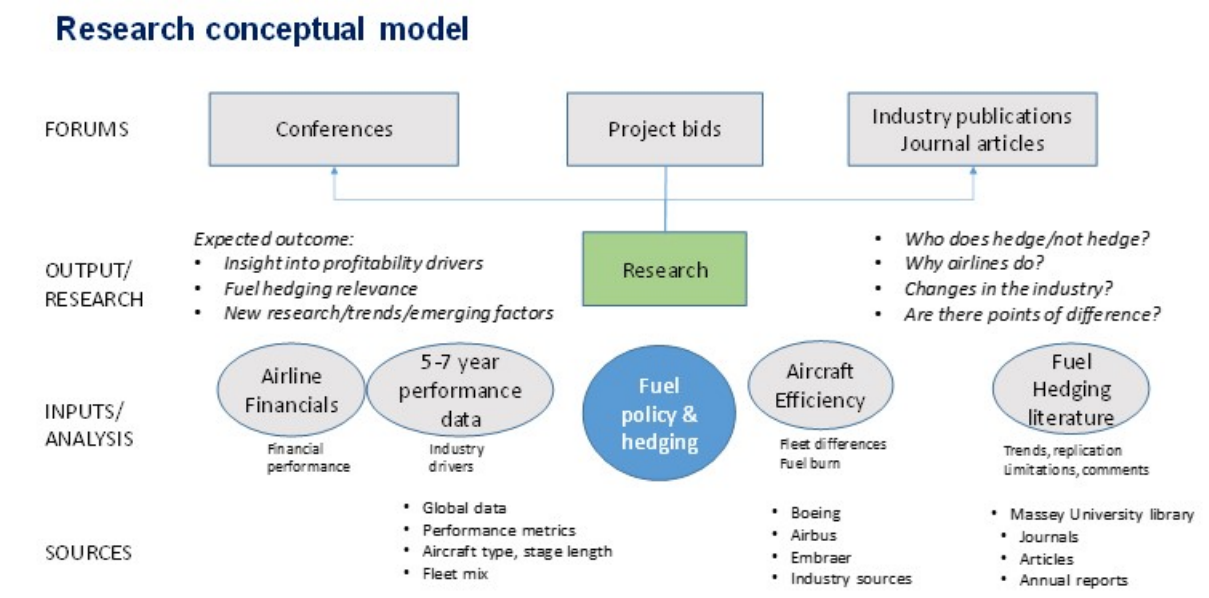 Research conceptual model
FORUMS
Conferences
Project bids
Industry publications
Journal articles
OUTPUT/
RESEARCH
Expected outcome:
• Insight into profitability drivers
• Fuel hedging relevance
• New research/trends/emerging factors
Research
• Who does hedge/not hedge?
• Why airlines do?
• Changes in the industry?
• Are there points of difference?
INPUTS/
ANALYSIS
Airline
Financials
Financial
performance
5-7 year
performance
data
Industry
drivers
Fuel
policy &
hedging
Aircraft
Efficiency
Fleet differences
Fuel burn
Fuel
Hedging
literature
Trends, replication
Limitations, comments
SOURCES
• Global data
• Performance metrics
• Aircraft type, stage length
• Fleet mix
• Boeing
• Airbus
• Embraer
• Industry sources
• Massey University library
• Journals
• Articles
• Annual reports